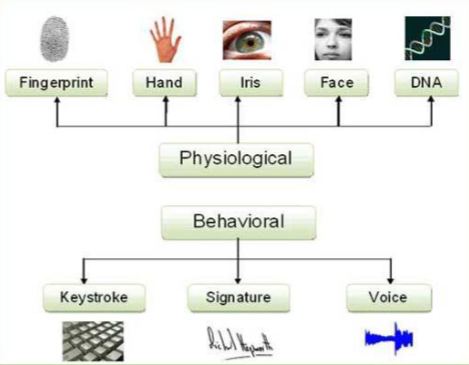 Fingerprint
Hand
Iris
Face
DNA
Physiological
Behavioral
Keystroke
Signature
Voice